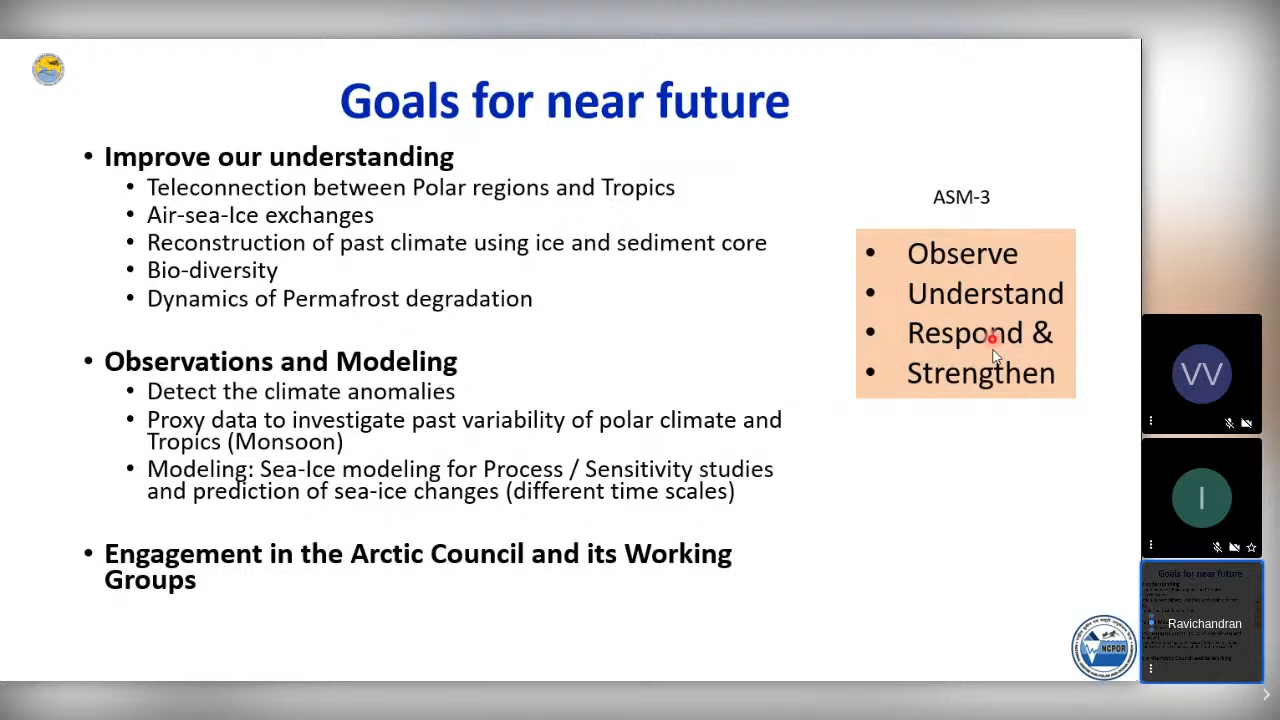 Goals for near future
• Improve our understanding
• Teleconnection between Polar regions and Tropics
• Air-sea-Ice exchanges
• Reconstruction of past climate using ice and sediment core
• Bio-diversity
• Dynamics of Permafrost degradation
• Observations and Modeling
• Detect the climate anomalies
• Proxy data to investigate past variability of polar climate and
Tropics (Monsoon)
• Modeling: Sea-Ice modeling for Process / Sensitivity studies
and prediction of sea-ice changes (different time scales)
• Engagement in the Arctic Council and its Working
Groups
ASM-3
• Observe
• Understand
• Respond &
• Strengthen
NCPOR
VV
I
Goals for near future
Ravichandran